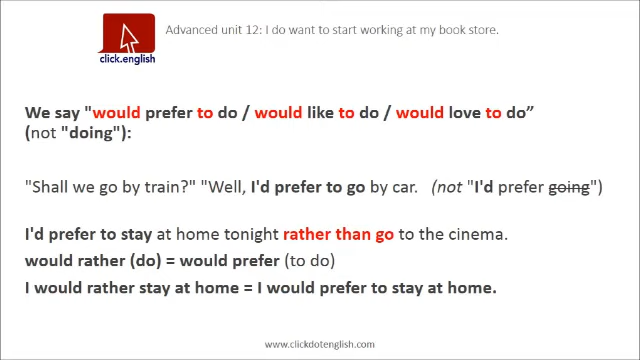 Advanced unit 12: I do want to start working at my book store.
click.english
We say "would prefer to do / would like to do / would love to do”
(not "doing"):
"Shall we go by train?" "Well, I'd prefer to go by car. (not "I'd prefer going")
I'd prefer to stay at home tonight rather than go to the cinema.
would rather (do) = would prefer (to do)
I would rather stay at home = I would prefer to stay at home.
www.clickdotenglish.com